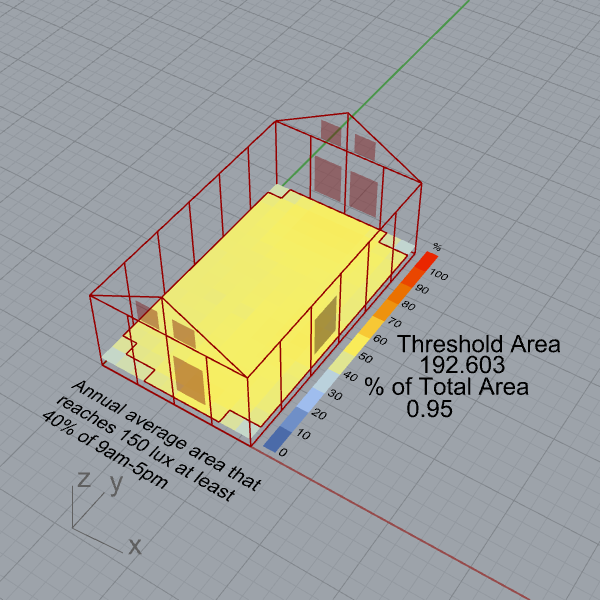 %
100
90
80
70
60
50
40
30
20
10
0
Threshold Area
192.603
% of Total Area
0.95
Annual average area that
reaches 150 lux at least
40% of 9am-5pm
z
y
x